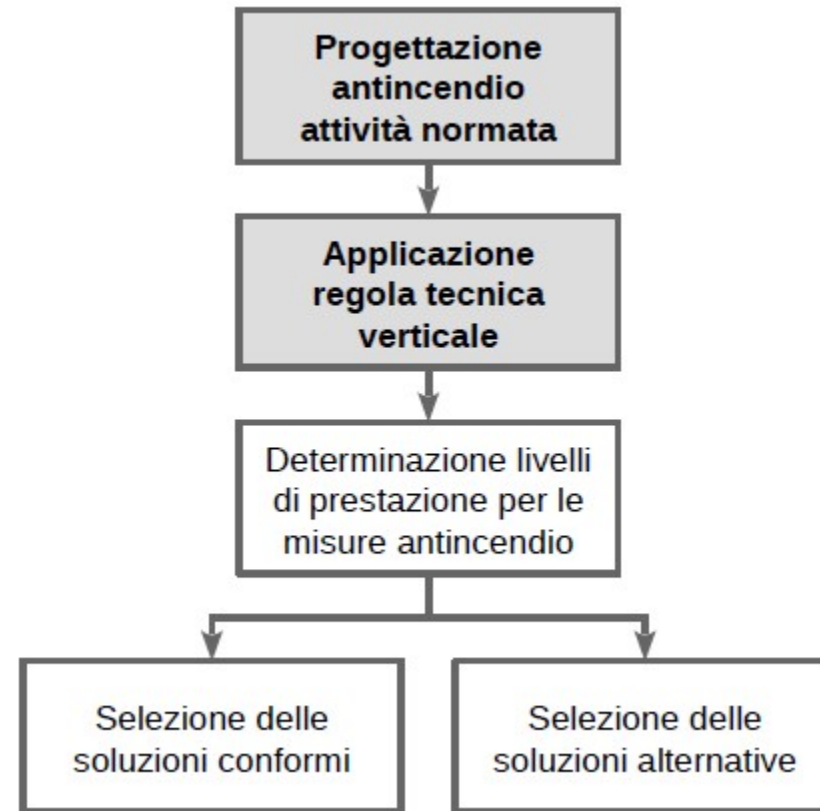 Progettazione
antincendio
attività normata
Applicazione
regola tecnica
verticale
Determinazione livelli
di prestazione per le
misure antincendio
Selezione delle
soluzioni conformi
Selezione delle
soluzioni alternative